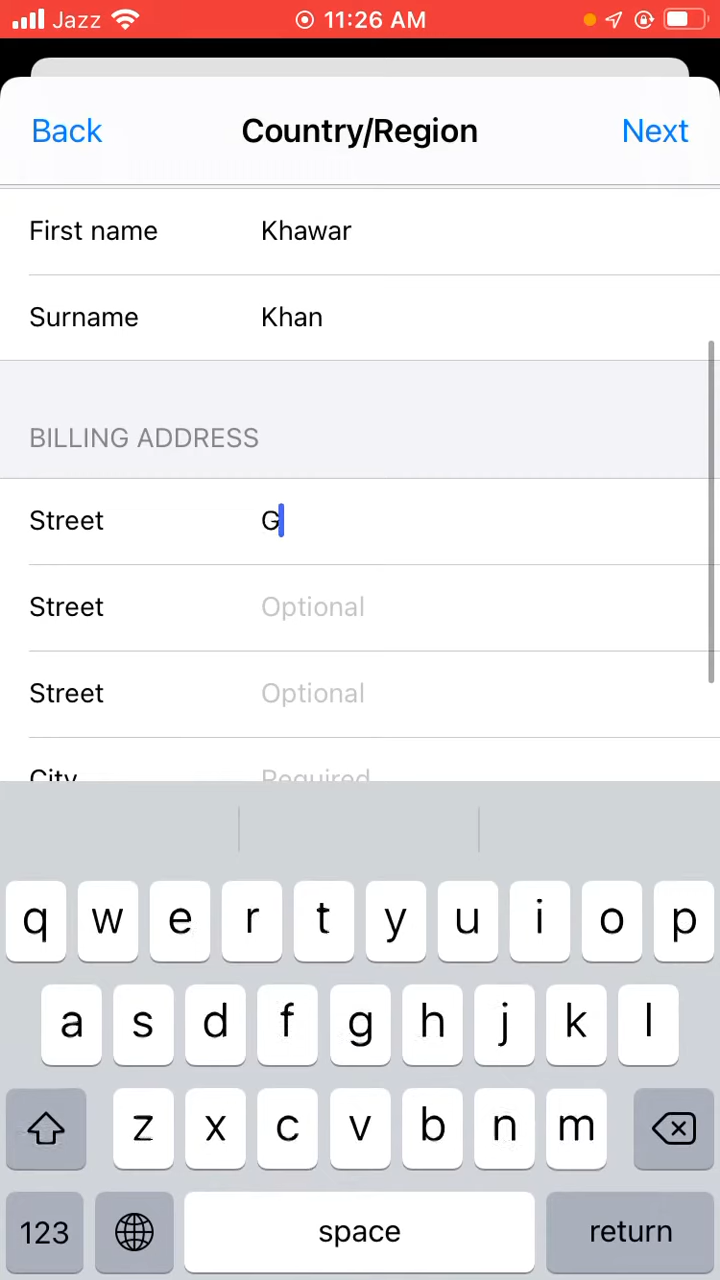 Jazz 11:26 AM
Back Country/Region Next
First name Khawar
Surname Khan
BILLING ADDRESS
Street G
Street Optional
Street Optional
City Required
q w e r t y u i o p
a s d f g h j k l
z x c v b n m
123 space return